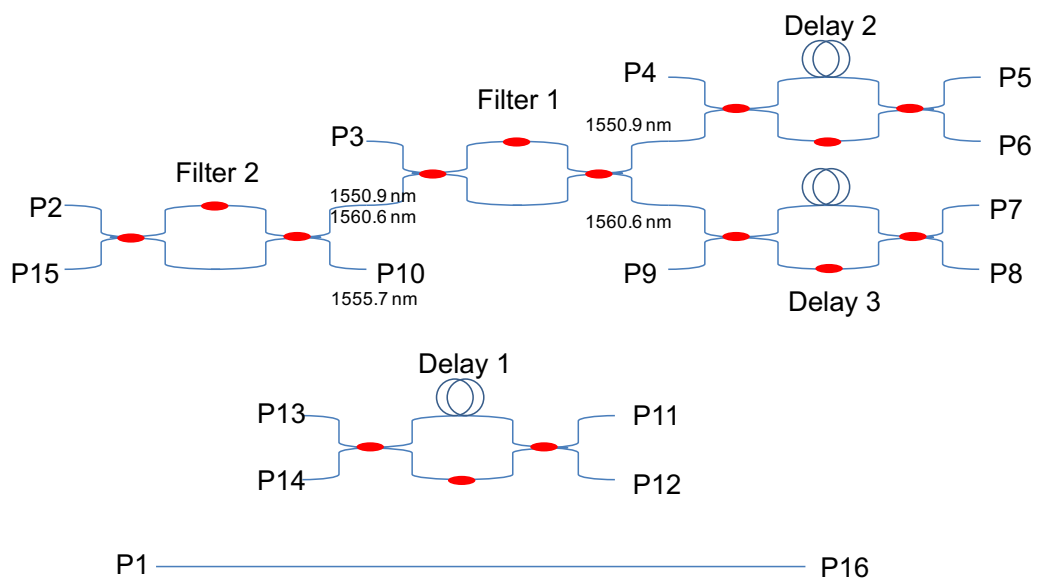 Delay 2
P4
P5
Filter 1
1550.9 nm
P3
P6
Filter 2
1550.9 nm
P2
1560.6 nm
1560.6 nm
P7
P15
P10
P9
P8
1555.7 nm
Delay 3
Delay 1
P13
P11
P14
P12
P1
P16